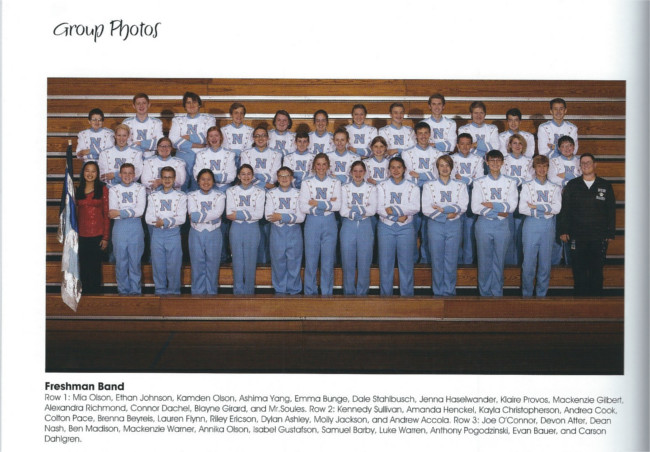 Group Photos
N N N N N N N N N N N N N N N N N N
Freshman Band
Row 1: Mia Olson, Ethan Johnson, Kamden Olson, Ashima Yang, Emma Bunge, Dale Stahlbusch, Jenna Haselwander, Klaire Provos, Mackenzie Gilbert,
Alexandra Richmond, Connor Dachel, Blayne Girard, and Mr.Soules. Row 2: Kennedy Sullivan, Amanda Henckel, Kayla Christopherson, Andrea Cook,
Colton Pace, Brenna Beyreis, Lauren Flynn, Riley Ericson, Dylan Ashley, Molly Jackson, and Andrew Accola. Row 3: Joe O'Connor, Devon Atter, Dean
Nash, Ben Madison, Mackenzie Warner, Annika Olson, Isabel Gustafson, Samuel Barby, Luke Warren, Anthony Pogodzinski, Evan Bauer, and Carson
Dahlgren.